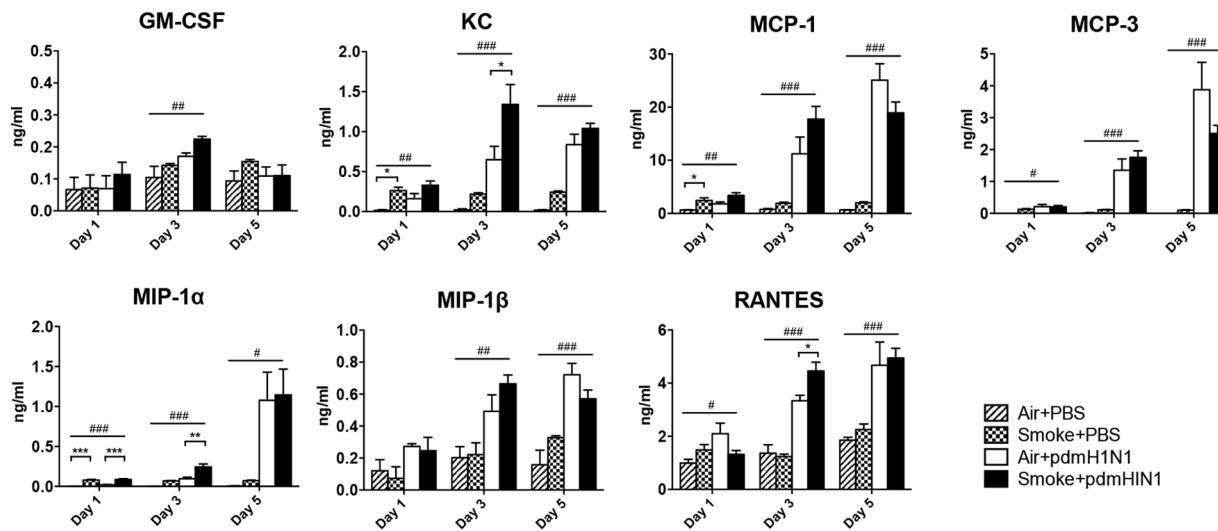 GM-CSF
ng/ml
0.5
0.4
0.3
0.2
0.1
0.0
##
Day 1
Day 3
Day 5
KC
ng/ml
2.0
1.5
1.0
0.5
0.0
*
##
###
*
###
Day 1
Day 3
Day 5
MCP-1
ng/ml
30
20
10
0
*
##
###
###
Day 1
Day 3
Day 5
MCP-3
ng/ml
5
4
3
2
1
0
#
###
###
Day 1
Day 3
Day 5
MIP-1α
ng/ml
2.0
1.5
1.0
0.5
0.0
###
***
***
###
**
#
Day 1
Day 3
Day 5
MIP-1β
ng/ml
1.0
0.8
0.6
0.4
0.2
0.0
##
###
Day 1
Day 3
Day 5
RANTES
ng/ml
6
4
2
0
#
###
*
###
Day 1
Day 3
Day 5
Air+PBS
Smoke+PBS
Air+pdmH1N1
Smoke+pdmHIN1